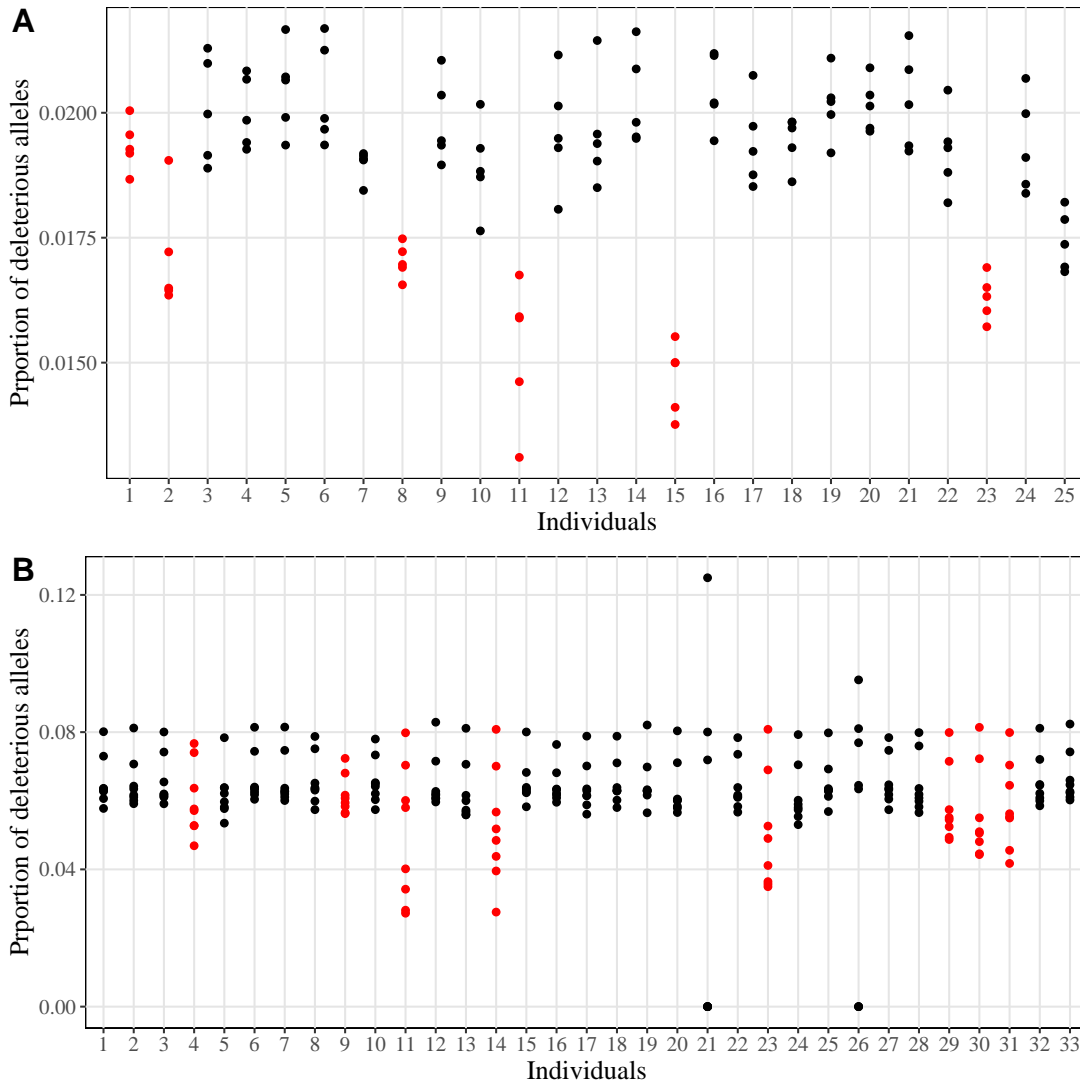 A
Prportion of deleterious alleles
0.0200
0.0175
0.0150
1 2 3 4 5 6 7 8 9 10 11 12 13 14 15 16 17 18 19 20 21 22 23 24 25
Individuals
B
Prportion of deleterious alleles
0.12
0.08
0.04
0.00
1 2 3 4 5 6 7 8 9 10 11 12 13 14 15 16 17 18 19 20 21 22 23 24 25 26 27 28 29 30 31 32 33
Individuals